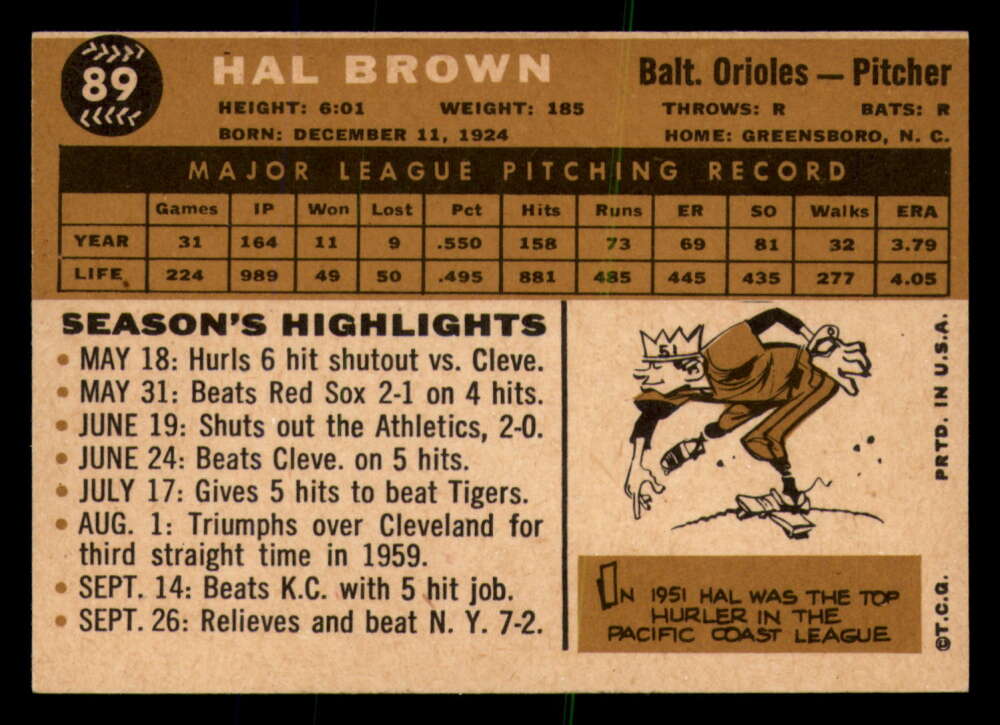 89
HAL BROWN
Balt. Orioles — Pitcher
HEIGHT: 6:01 WEIGHT: 185 THROWS: R BATS: R
BORN: DECEMBER 11, 1924 HOME: GREENSBORO, N. C.
MAJOR LEAGUE PITCHING RECORD
Games IP Won Lost Pct Hits Runs ER SO Walks ERA
YEAR 31 164 11 9 .550 158 73 69 81 32 3.79
LIFE 224 989 49 50 .495 881 485 445 435 277 4.05
SEASON'S HIGHLIGHTS
• MAY 18: Hurls 6 hit shutout vs. Cleve.
• MAY 31: Beats Red Sox 2-1 on 4 hits.
• JUNE 19: Shuts out the Athletics, 2-0.
• JUNE 24: Beats Cleve. on 5 hits.
• JULY 17: Gives 5 hits to beat Tigers.
• AUG. 1: Triumphs over Cleveland for
third straight time in 1959.
• SEPT. 14: Beats K.C. with 5 hit job.
• SEPT. 26: Relieves and beat N. Y. 7-2.
51
IN 1951 HAL WAS THE TOP
HURLER IN THE
PACIFIC COAST LEAGUE
©T.C.G. PRTD. IN U.S.A.